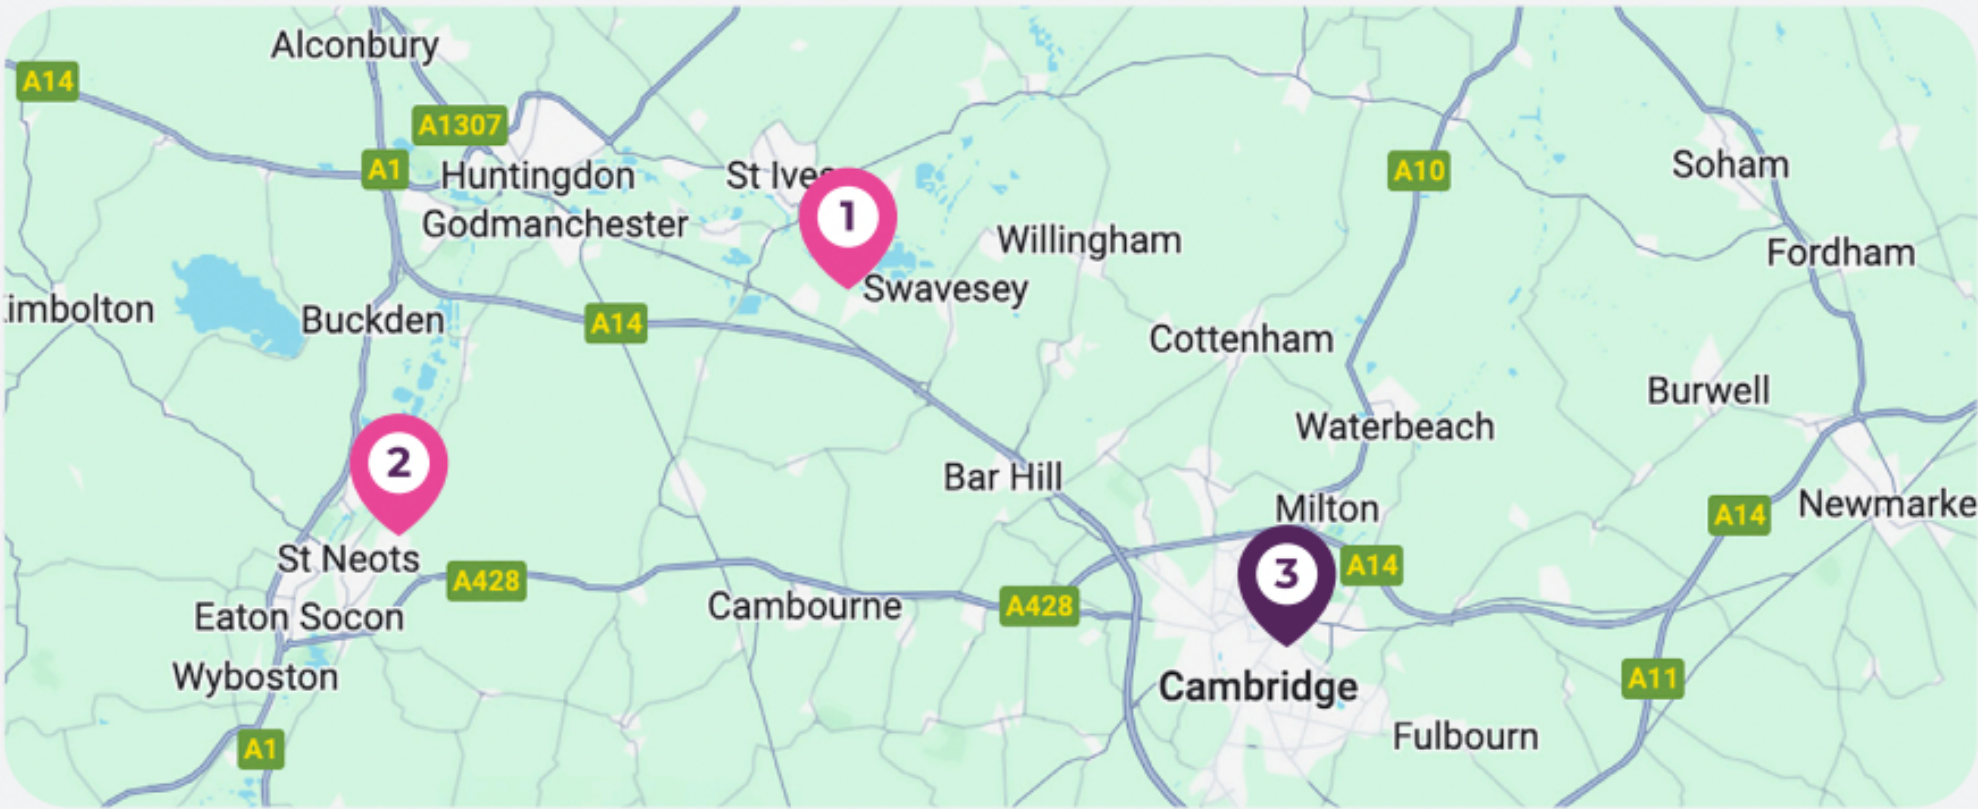 Alconbury
A14
A1307
A1
Huntingdon
St Ives
A10
Soham
1
Godmanchester
Willingham
Fordham
Swavesey
imbolton
Buckden
A14
Cottenham
Burwell
Waterbeach
2
Bar Hill
Milton
A14
Newmarke
St Neots
A428
3
A14
Eaton Socon
Cambourne
A428
Wyboston
Cambridge
A11
Fulbourn
A1